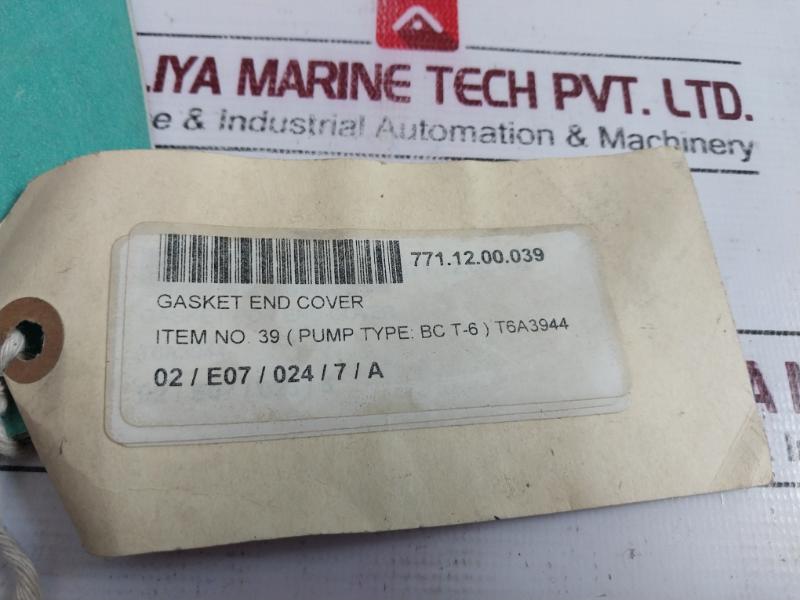 LIYA MARINE TECH PVT. LTD.
e & Industrial Automation & Machinery
771.12.00.039
GASKET END COVER
ITEM NO. 39 ( PUMP TYPE: BC T-6 ) T6A3944
02 / E07 / 024 / 7 / A